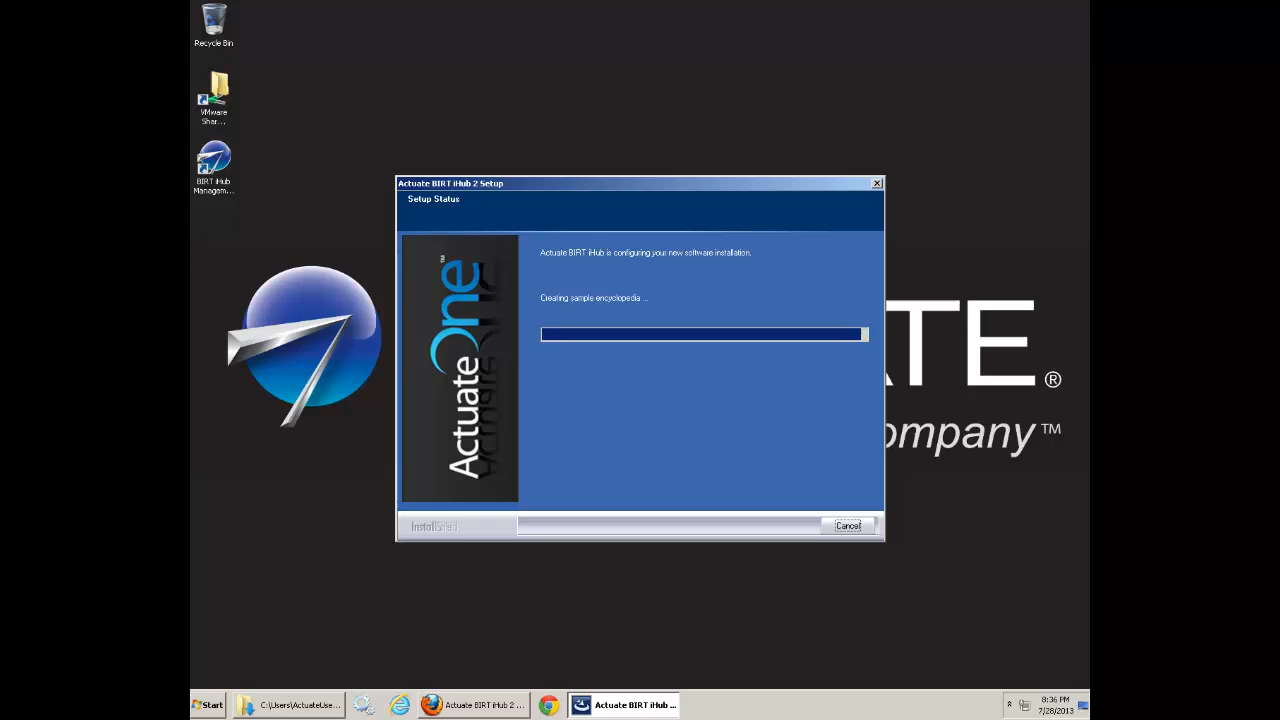 Recycle Bin
VMware
Shar...
BIRT iHub
Managem...
Actuate BIRT iHub 2 Setup
Setup Status
Actuate BIRT iHub is configuring your new software installation.
Creating sample encyclopedia ...
ActuateOne™
InstallShield
Cancel
ATE®
ompany™
Start
C:\Users\ActuateUse...
Actuate BIRT iHub 2 ...
Actuate BIRT iHub ...
8:36 PM
7/28/2013